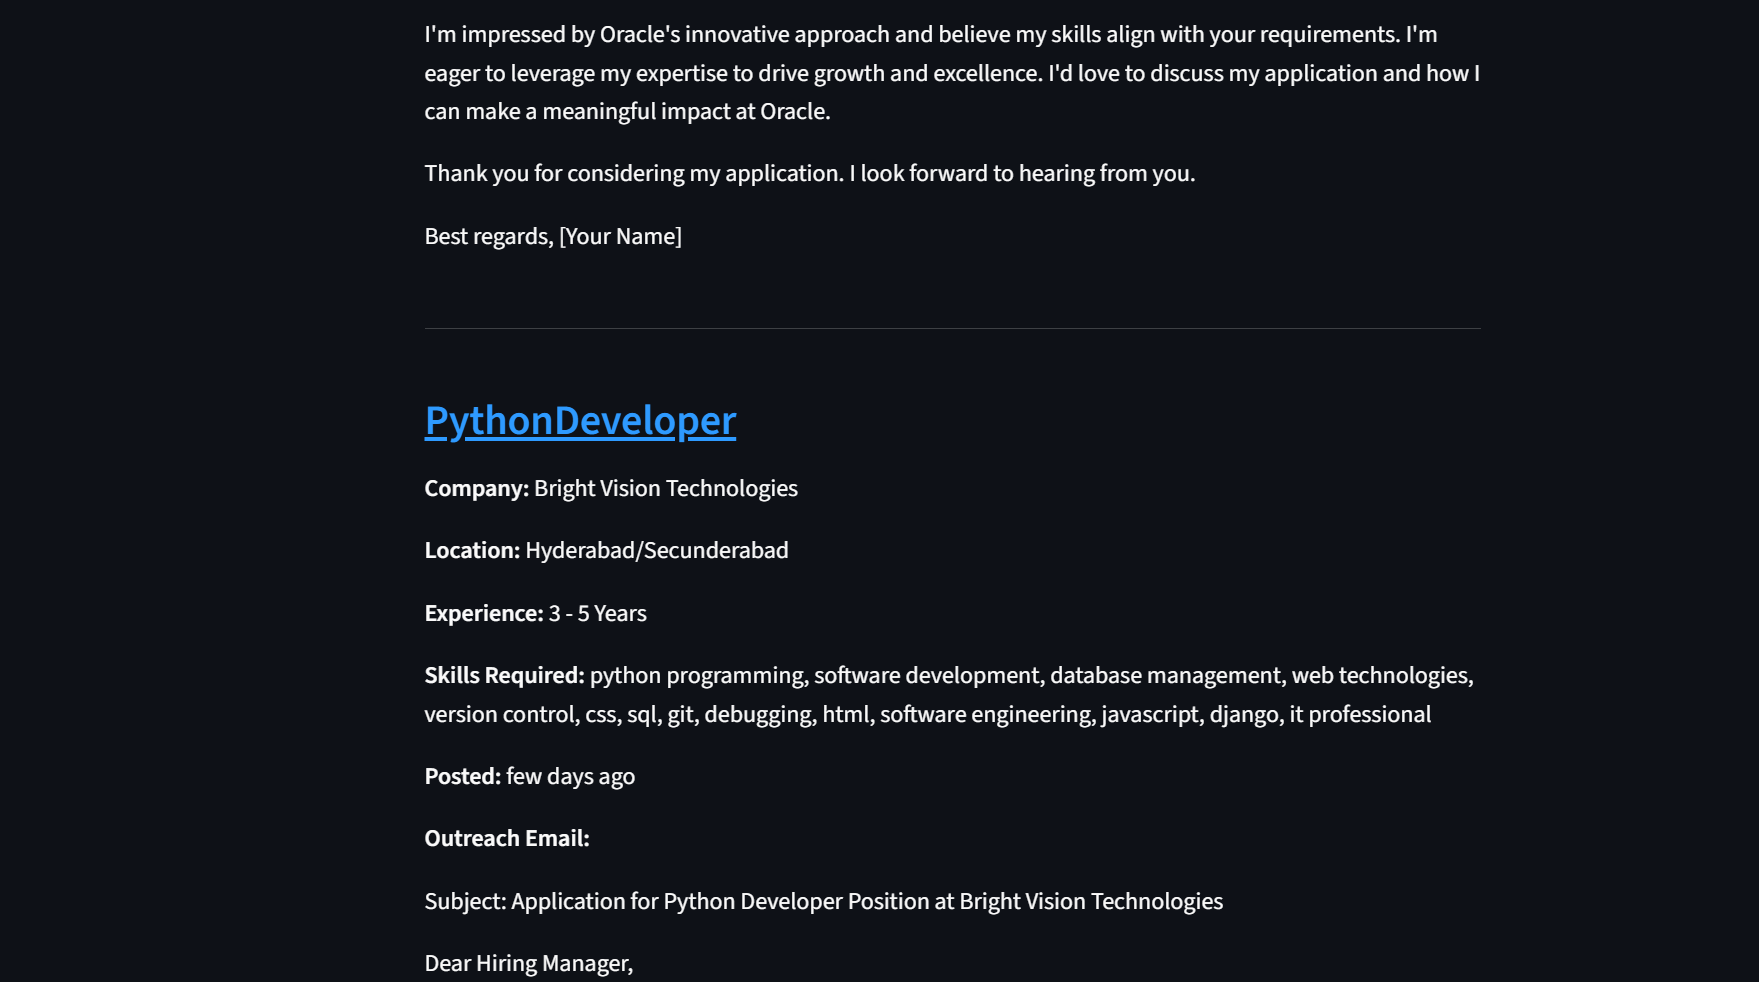 I'm impressed by Oracle's innovative approach and believe my skills align with your requirements. I'm
eager to leverage my expertise to drive growth and excellence. I'd love to discuss my application and how I
can make a meaningful impact at Oracle.
Thank you for considering my application. I look forward to hearing from you.
Best regards, [Your Name]
PythonDeveloper
Company: Bright Vision Technologies
Location: Hyderabad/Secunderabad
Experience: 3 - 5 Years
Skills Required: python programming, software development, database management, web technologies,
version control, css, sql, git, debugging, html, software engineering, javascript, django, it professional
Posted: few days ago
Outreach Email:
Subject: Application for Python Developer Position at Bright Vision Technologies
Dear Hiring Manager,